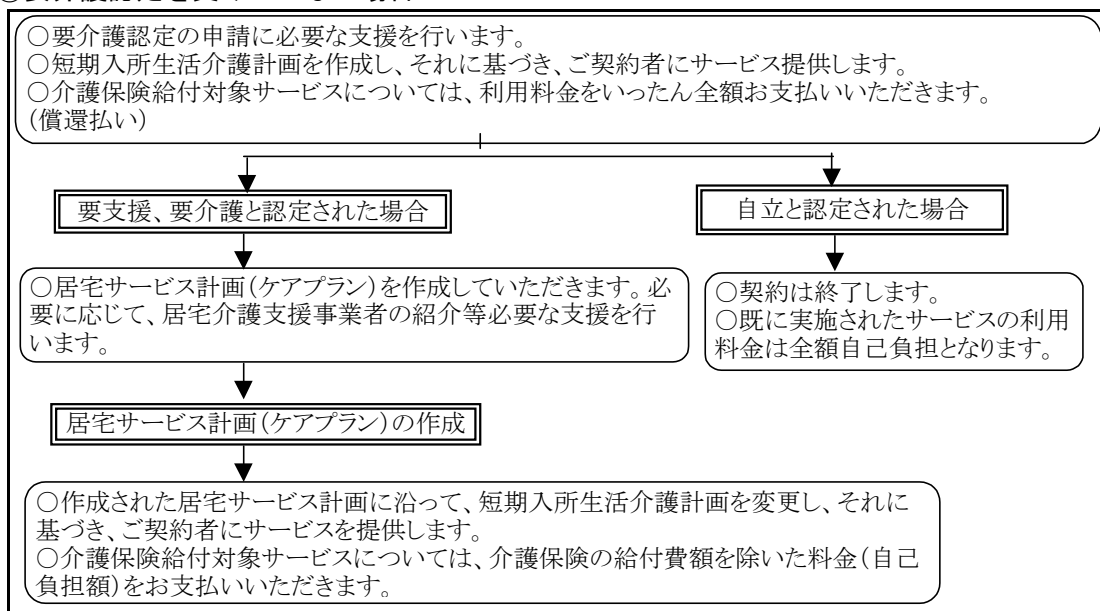 ○要介護認定の申請に必要な支援を行います。
○短期入所生活介護計画を作成し、それに基づき、ご契約者にサービス提供します。
○介護保険給付対象サービスについては、利用料金をいったん全額お支払いいただきます。
(償還払い)
要支援、要介護と認定された場合
自立と認定された場合
○居宅サービス計画(ケアプラン)を作成していただきます。必
要に応じて、居宅介護支援事業者の紹介等必要な支援を行
います。
○契約は終了します。
○既に実施されたサービスの利用
料金は全額自己負担となります。
居宅サービス計画(ケアプラン)の作成
○作成された居宅サービス計画に沿って、短期入所生活介護計画を変更し、それに
基づき、ご契約者にサービスを提供します。
○介護保険給付対象サービスについては、介護保険の給付費額を除いた料金(自己
負担額)をお支払いいただきます。